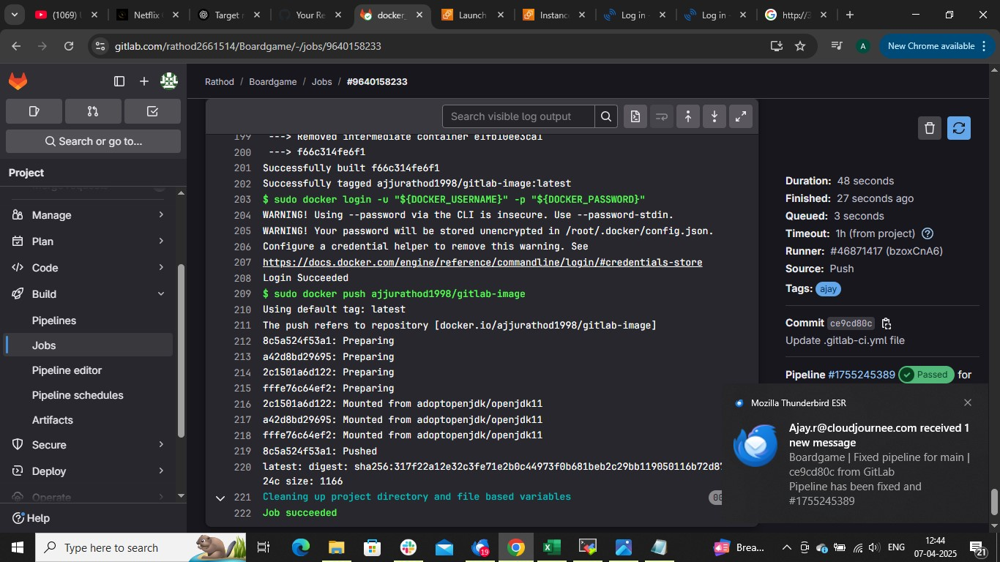 (1069)
Netflix
Target r
Your Re
docker_
Launch
Instanc
Log in
Log in
http://3
gitlab.com/rathod2661514/Boardgame/-/jobs/9640158233
A
New Chrome available
Rathod / Boardgame / Jobs / #9640158233
Search or go to...
Project
Merge requests
Manage
Plan
Code
Build
Pipelines
Jobs
Pipeline editor
Pipeline schedules
Artifacts
Secure
Deploy
Operate
Help
Search visible log output
199 ---> Removed intermediate container e1fb10ee3ca1
200 ---> f66c314fe6f1
201 Successfully built f66c314fe6f1
202 Successfully tagged ajjurathod1998/gitlab-image:latest
203 $ sudo docker login -u "${DOCKER_USERNAME}" -p "${DOCKER_PASSWORD}"
204 WARNING! Using --password via the CLI is insecure. Use --password-stdin.
205 WARNING! Your password will be stored unencrypted in /root/.docker/config.json.
206 Configure a credential helper to remove this warning. See
207 https://docs.docker.com/engine/reference/commandline/login/#credentials-store
208 Login Succeeded
209 $ sudo docker push ajjurathod1998/gitlab-image
210 Using default tag: latest
211 The push refers to repository [docker.io/ajjurathod1998/gitlab-image]
212 8c5a524f53a1: Preparing
213 a42d8bd29695: Preparing
214 2c1501a6d122: Preparing
215 fffe76c64ef2: Preparing
216 2c1501a6d122: Mounted from adoptopenjdk/openjdk11
217 a42d8bd29695: Mounted from adoptopenjdk/openjdk11
218 fffe76c64ef2: Mounted from adoptopenjdk/openjdk11
219 8c5a524f53a1: Pushed
220 latest: digest: sha256:317f22a12e32c3fe71e2b0c44973f0b681beb2c29bb119050116b72d8
24c size: 1166
221 Cleaning up project directory and file based variables
222 Job succeeded
Duration: 48 seconds
Finished: 27 seconds ago
Queued: 3 seconds
Timeout: 1h (from project)
Runner: #46871417 (bzoxCnA6)
Source: Push
Tags: ajay
Commit ce9cd80c
Update .gitlab-ci.yml file
Pipeline #1755245389 Passed for
Mozilla Thunderbird ESR
Ajay.r@cloudjournee.com received 1
new message
Boardgame | Fixed pipeline for main |
ce9cd80c from GitLab
Pipeline has been fixed and
#1755245389
Type here to search
19
Brea...
ENG
12:44
07-04-2025
21